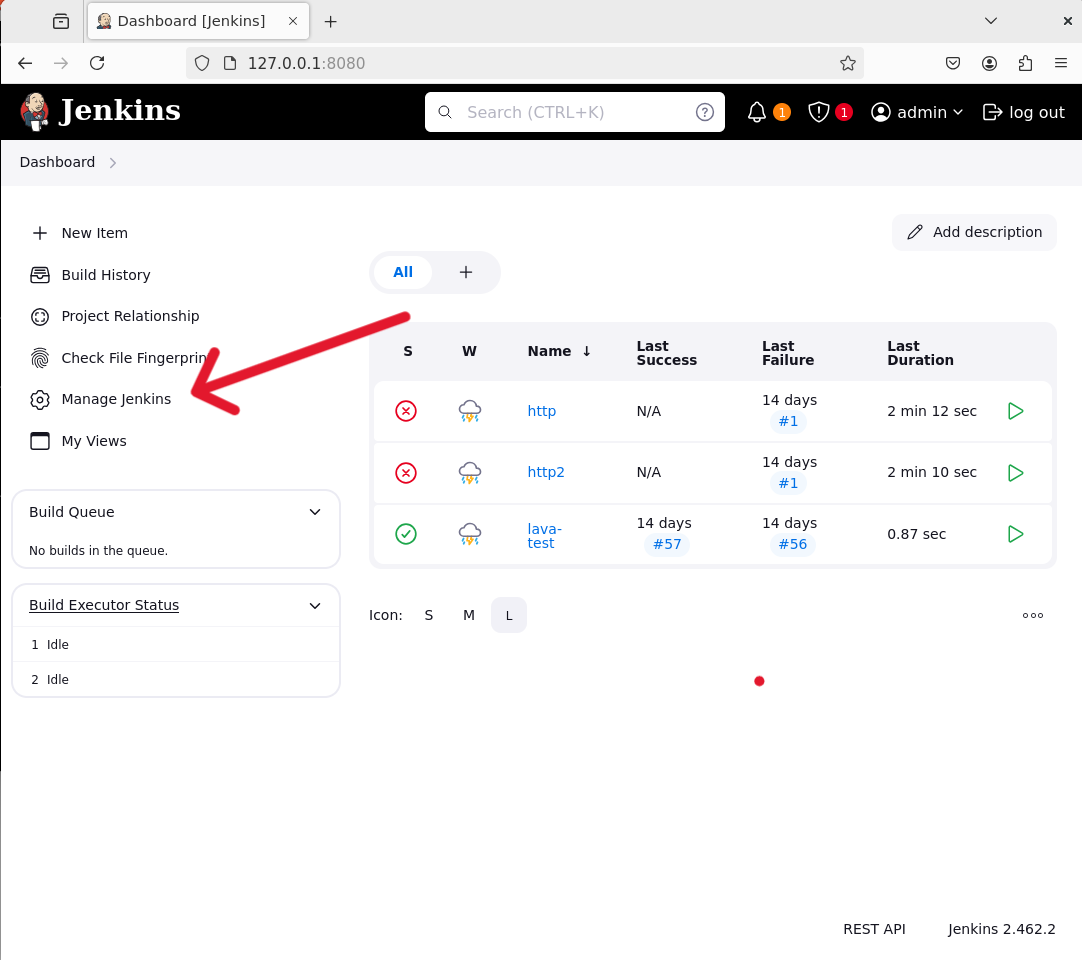 Dashboard [Jenkins]
127.0.0.1:8080
Jenkins
Search (CTRL+K)
1
1
admin
log out
Dashboard
New Item
Build History
Project Relationship
Check File Fingerprin
Manage Jenkins
My Views
Build Queue
No builds in the queue.
Build Executor Status
1 Idle
2 Idle
Add description
All
S W Name ↓ Last Success Last Failure Last Duration
http N/A 14 days #1 2 min 12 sec
http2 N/A 14 days #1 2 min 10 sec
lava-test 14 days #57 14 days #56 0.87 sec
Icon: S M L
REST API Jenkins 2.462.2